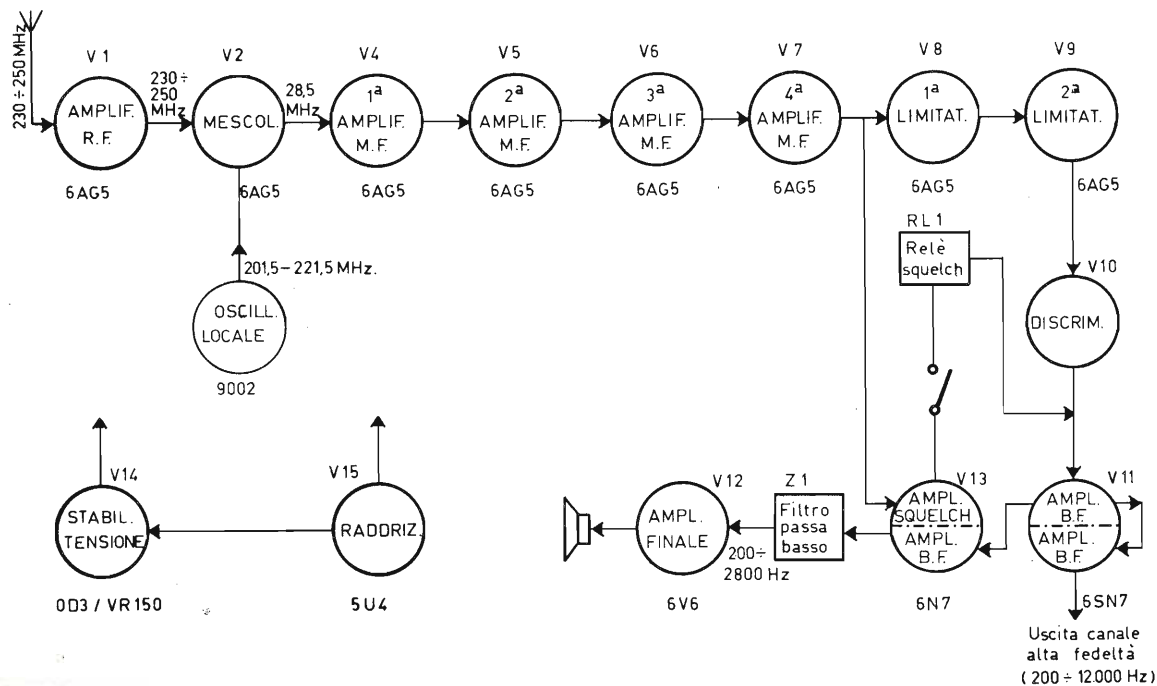 230 ÷ 250 MHz
V 1
AMPLIF.
R.F.
6AG5
230 ÷
250
MHz
V2
MESCOL.
6AG5
28,5
MHz
V4
1ª
AMPLIF.
M.F.
6AG5
V5
2ª
AMPLIF.
M.F.
6AG5
V6
3ª
AMPLIF.
M.F.
6AG5
V 7
4ª
AMPLIF.
M.F.
6AG5
V 8
1ª
LIMITAT.
6AG5
V9
2ª
LIMITAT.
6AG5
201,5–221,5 MHz.
OSCILL.
LOCALE
9002
RL 1
Relè
squelch
V10
DISCRIM.
V14
STABIL.
TENSIONE
0D3 / VR150
V15
RADDRIZ.
5U4
V12
AMPL.
FINALE
6V6
200÷
2800 Hz
Z 1
Filtro
passa
basso
V13
AMPL.
SQUELCH
AMPL.
B.F.
6N7
V11
AMPL.
B.F.
AMPL.
B.F.
6SN7
Uscita canale
alta fedeltà
( 200 ÷ 12.000 Hz )